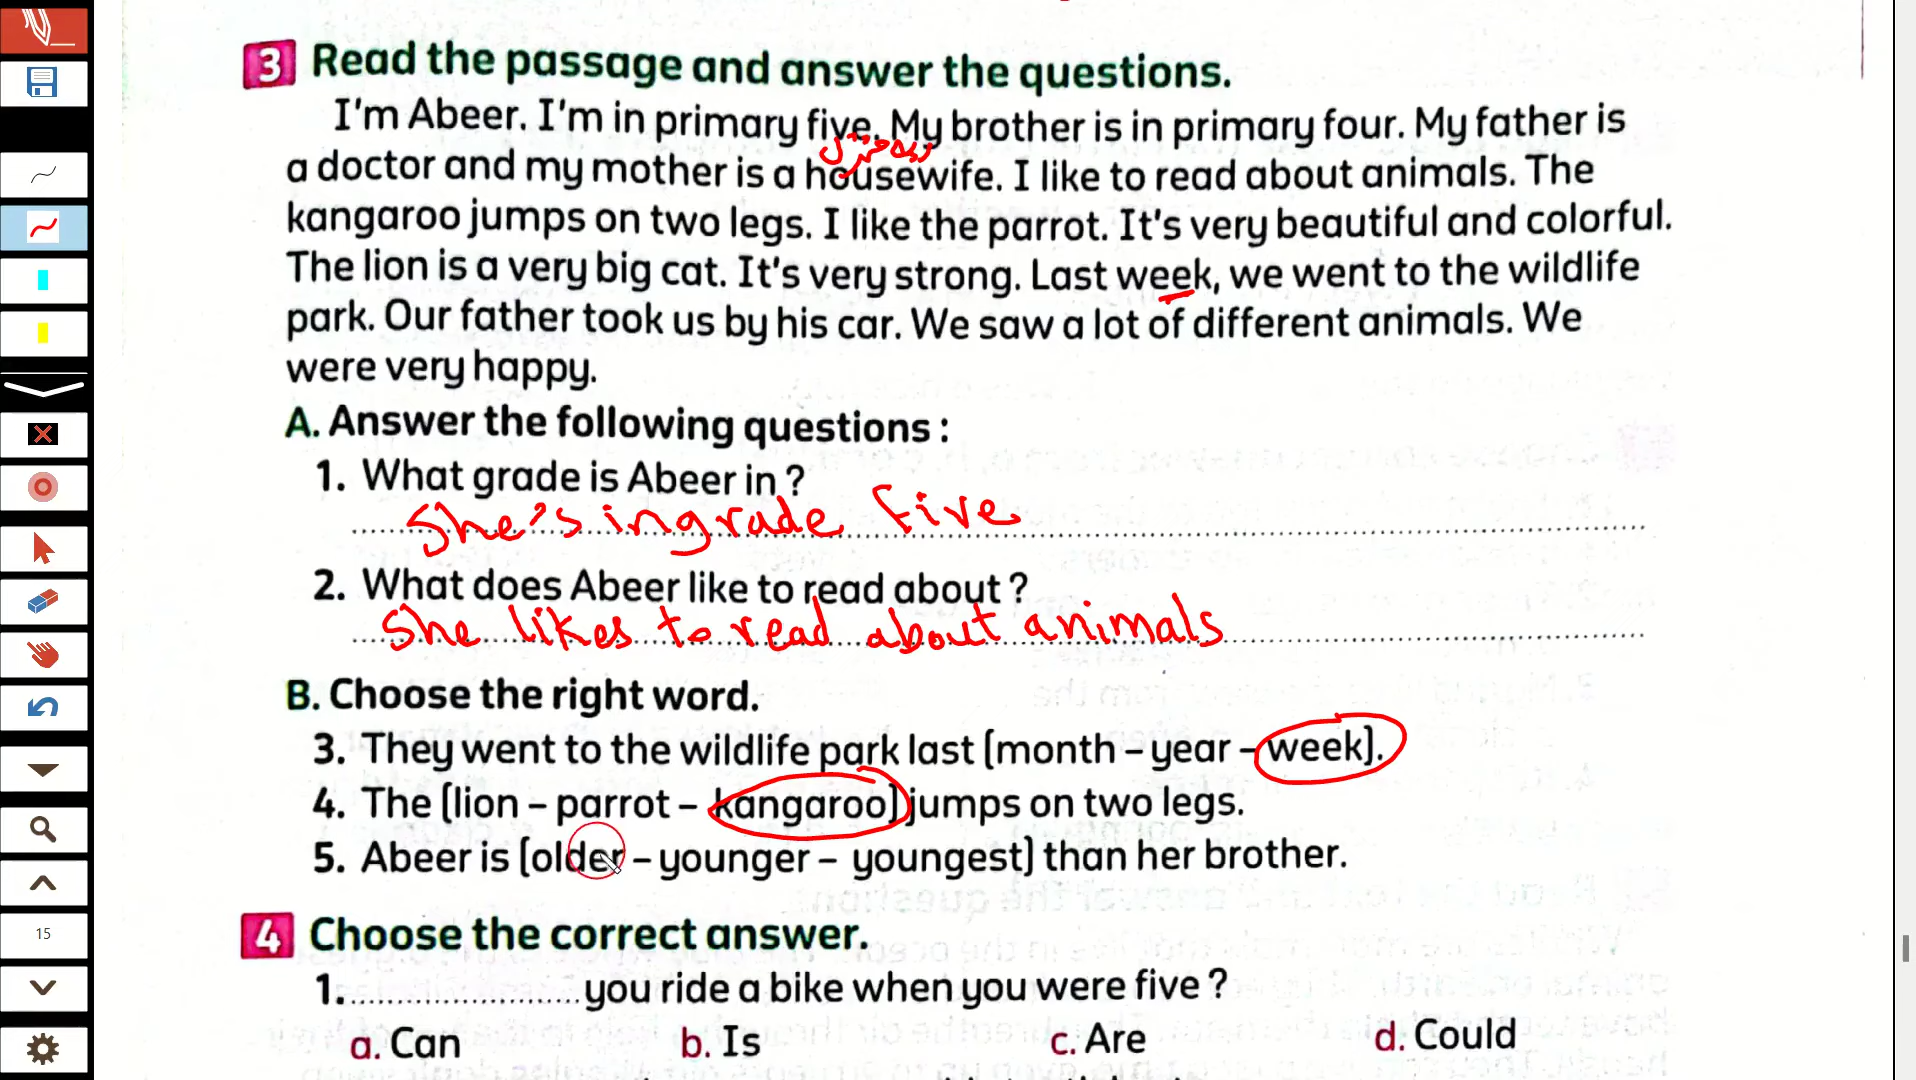 3 Read the passage and answer the questions.
I'm Abeer. I'm in primary five. My brother is in primary four. My father is
a doctor and my mother is a housewife. I like to read about animals. The
kangaroo jumps on two legs. I like the parrot. It's very beautiful and colorful.
The lion is a very big cat. It's very strong. Last week, we went to the wildlife
park. Our father took us by his car. We saw a lot of different animals. We
were very happy.
A. Answer the following questions :
1. What grade is Abeer in ?
She's in grade five
2. What does Abeer like to read about ?
She likes to read about animals
B. Choose the right word.
3. They went to the wildlife park last (month – year – week).
4. The (lion – parrot – kangaroo) jumps on two legs.
5. Abeer is (older – younger – youngest) than her brother.
15
4 Choose the correct answer.
1. .......................... you ride a bike when you were five ?
a. Can b. Is c. Are d. Could